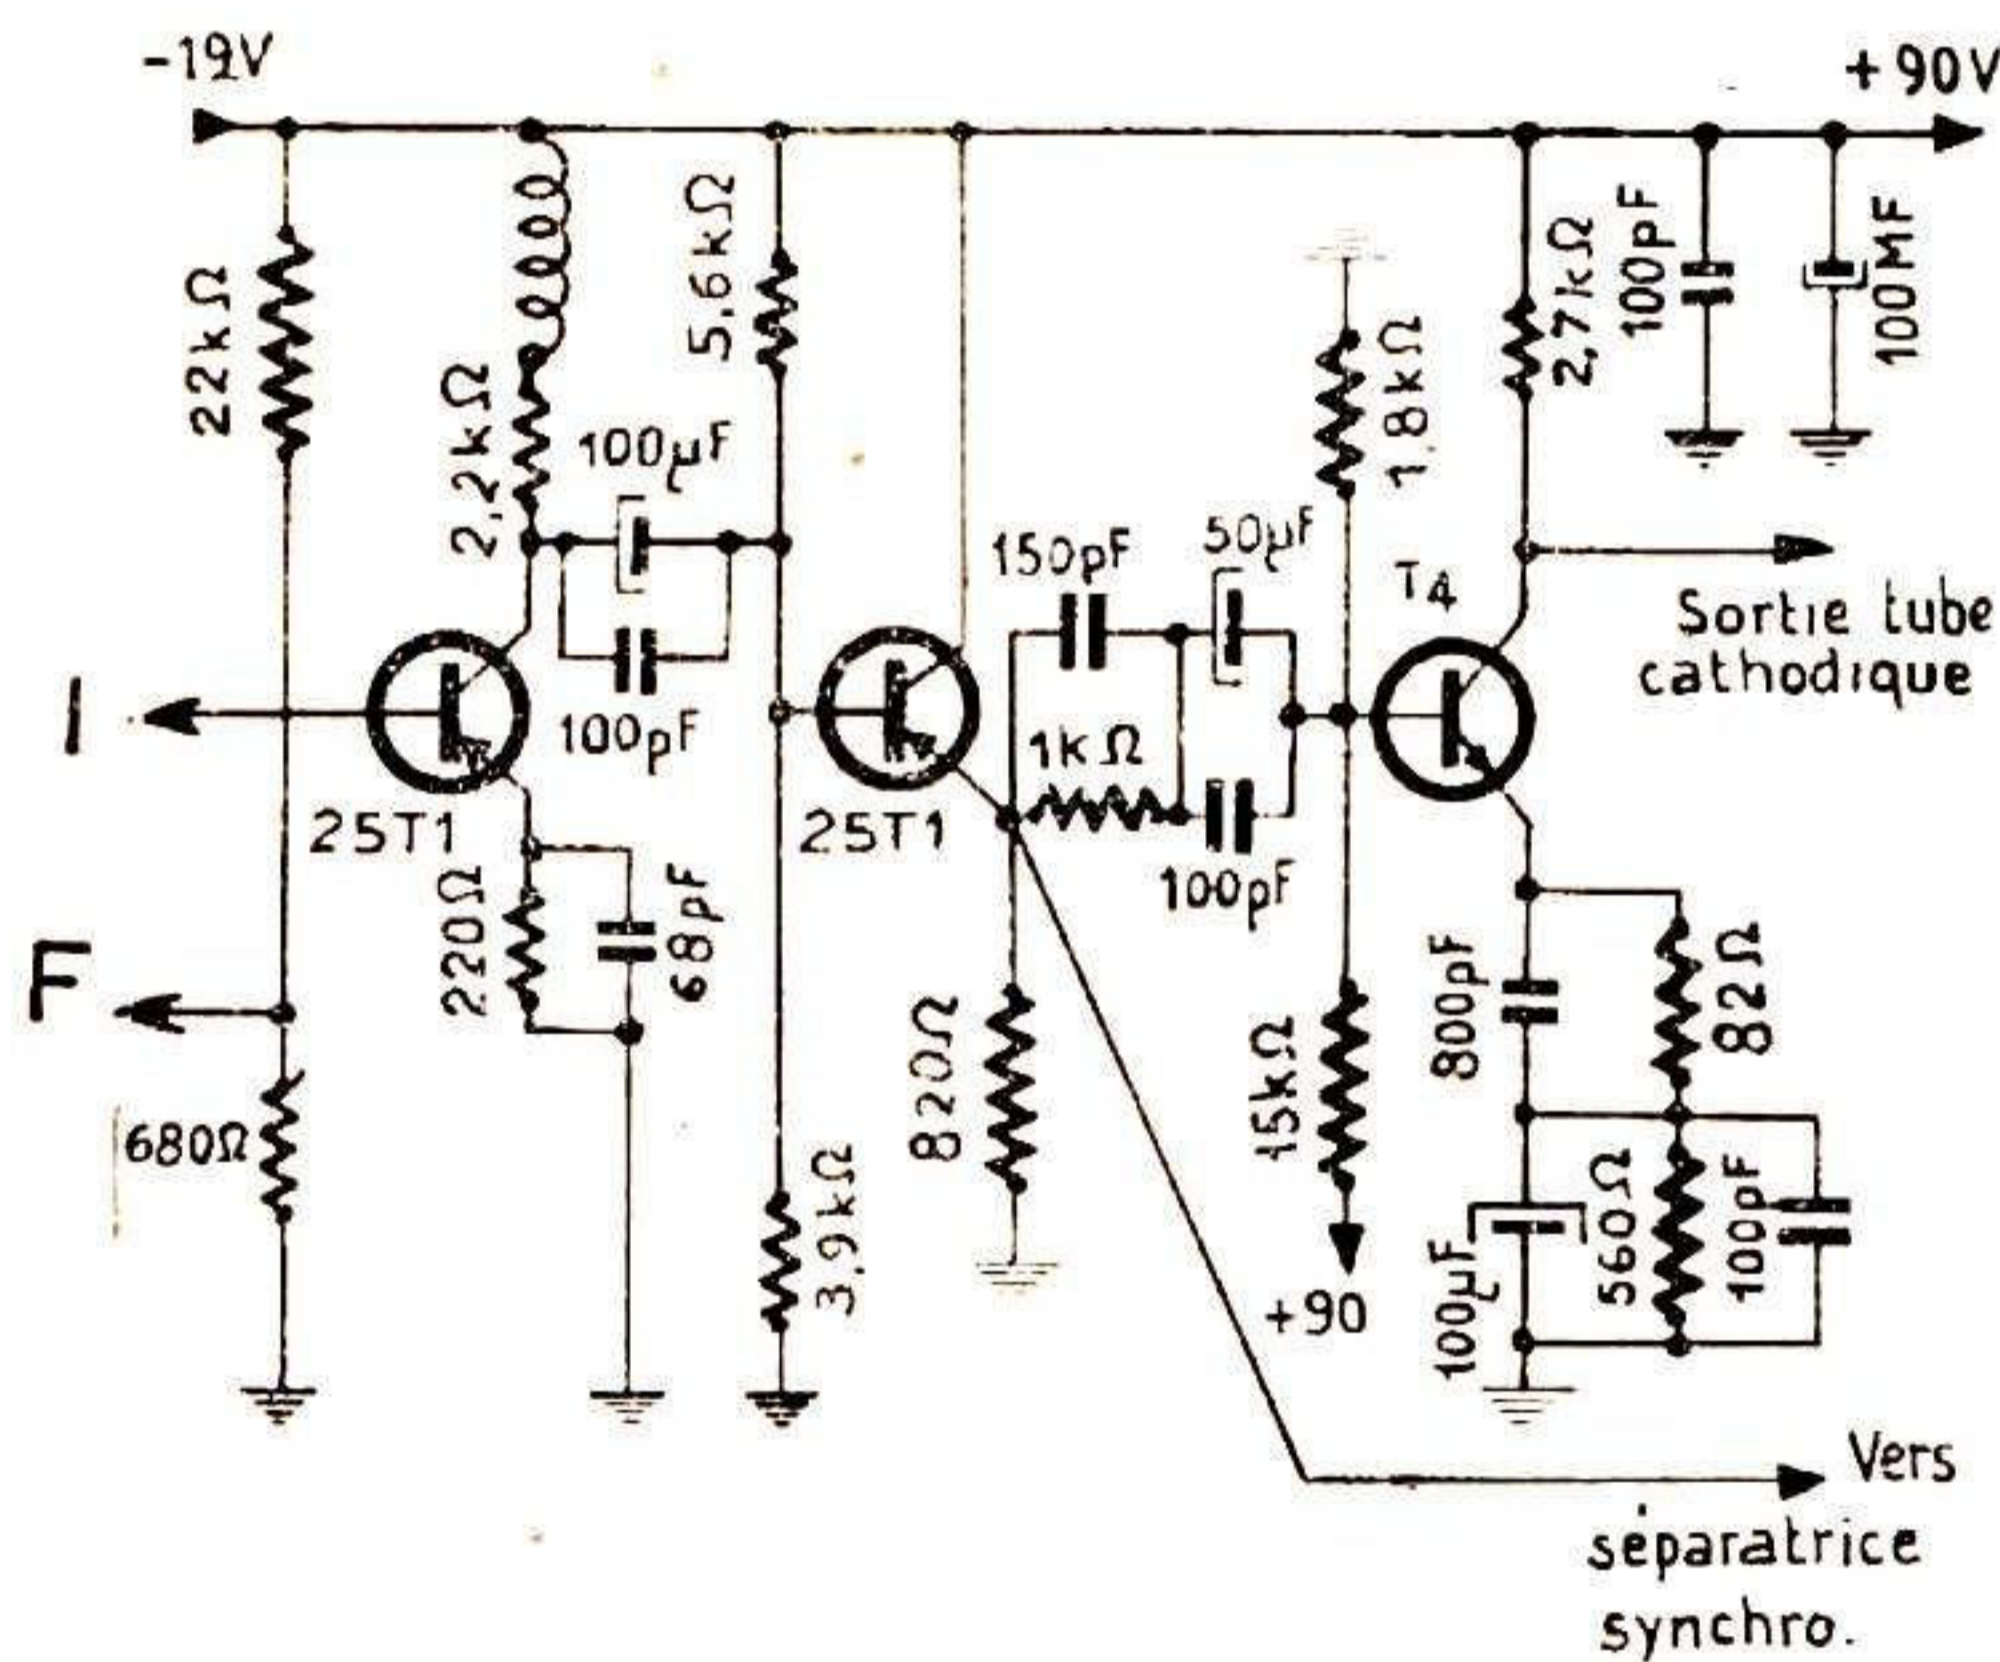 -12V
+90V
22kΩ
2,2kΩ
5,6kΩ
100µF
100pF
1,8kΩ
2,7kΩ
100pF
100MF
150pF
50µF
T4
Sortie tube
cathodique
I
25T1
25T1
1kΩ
100pF
F
220Ω
68pF
680Ω
3,9kΩ
820Ω
15kΩ
+90
800pF
82Ω
100µF
560Ω
100pF
Vers
séparatrice
synchro.